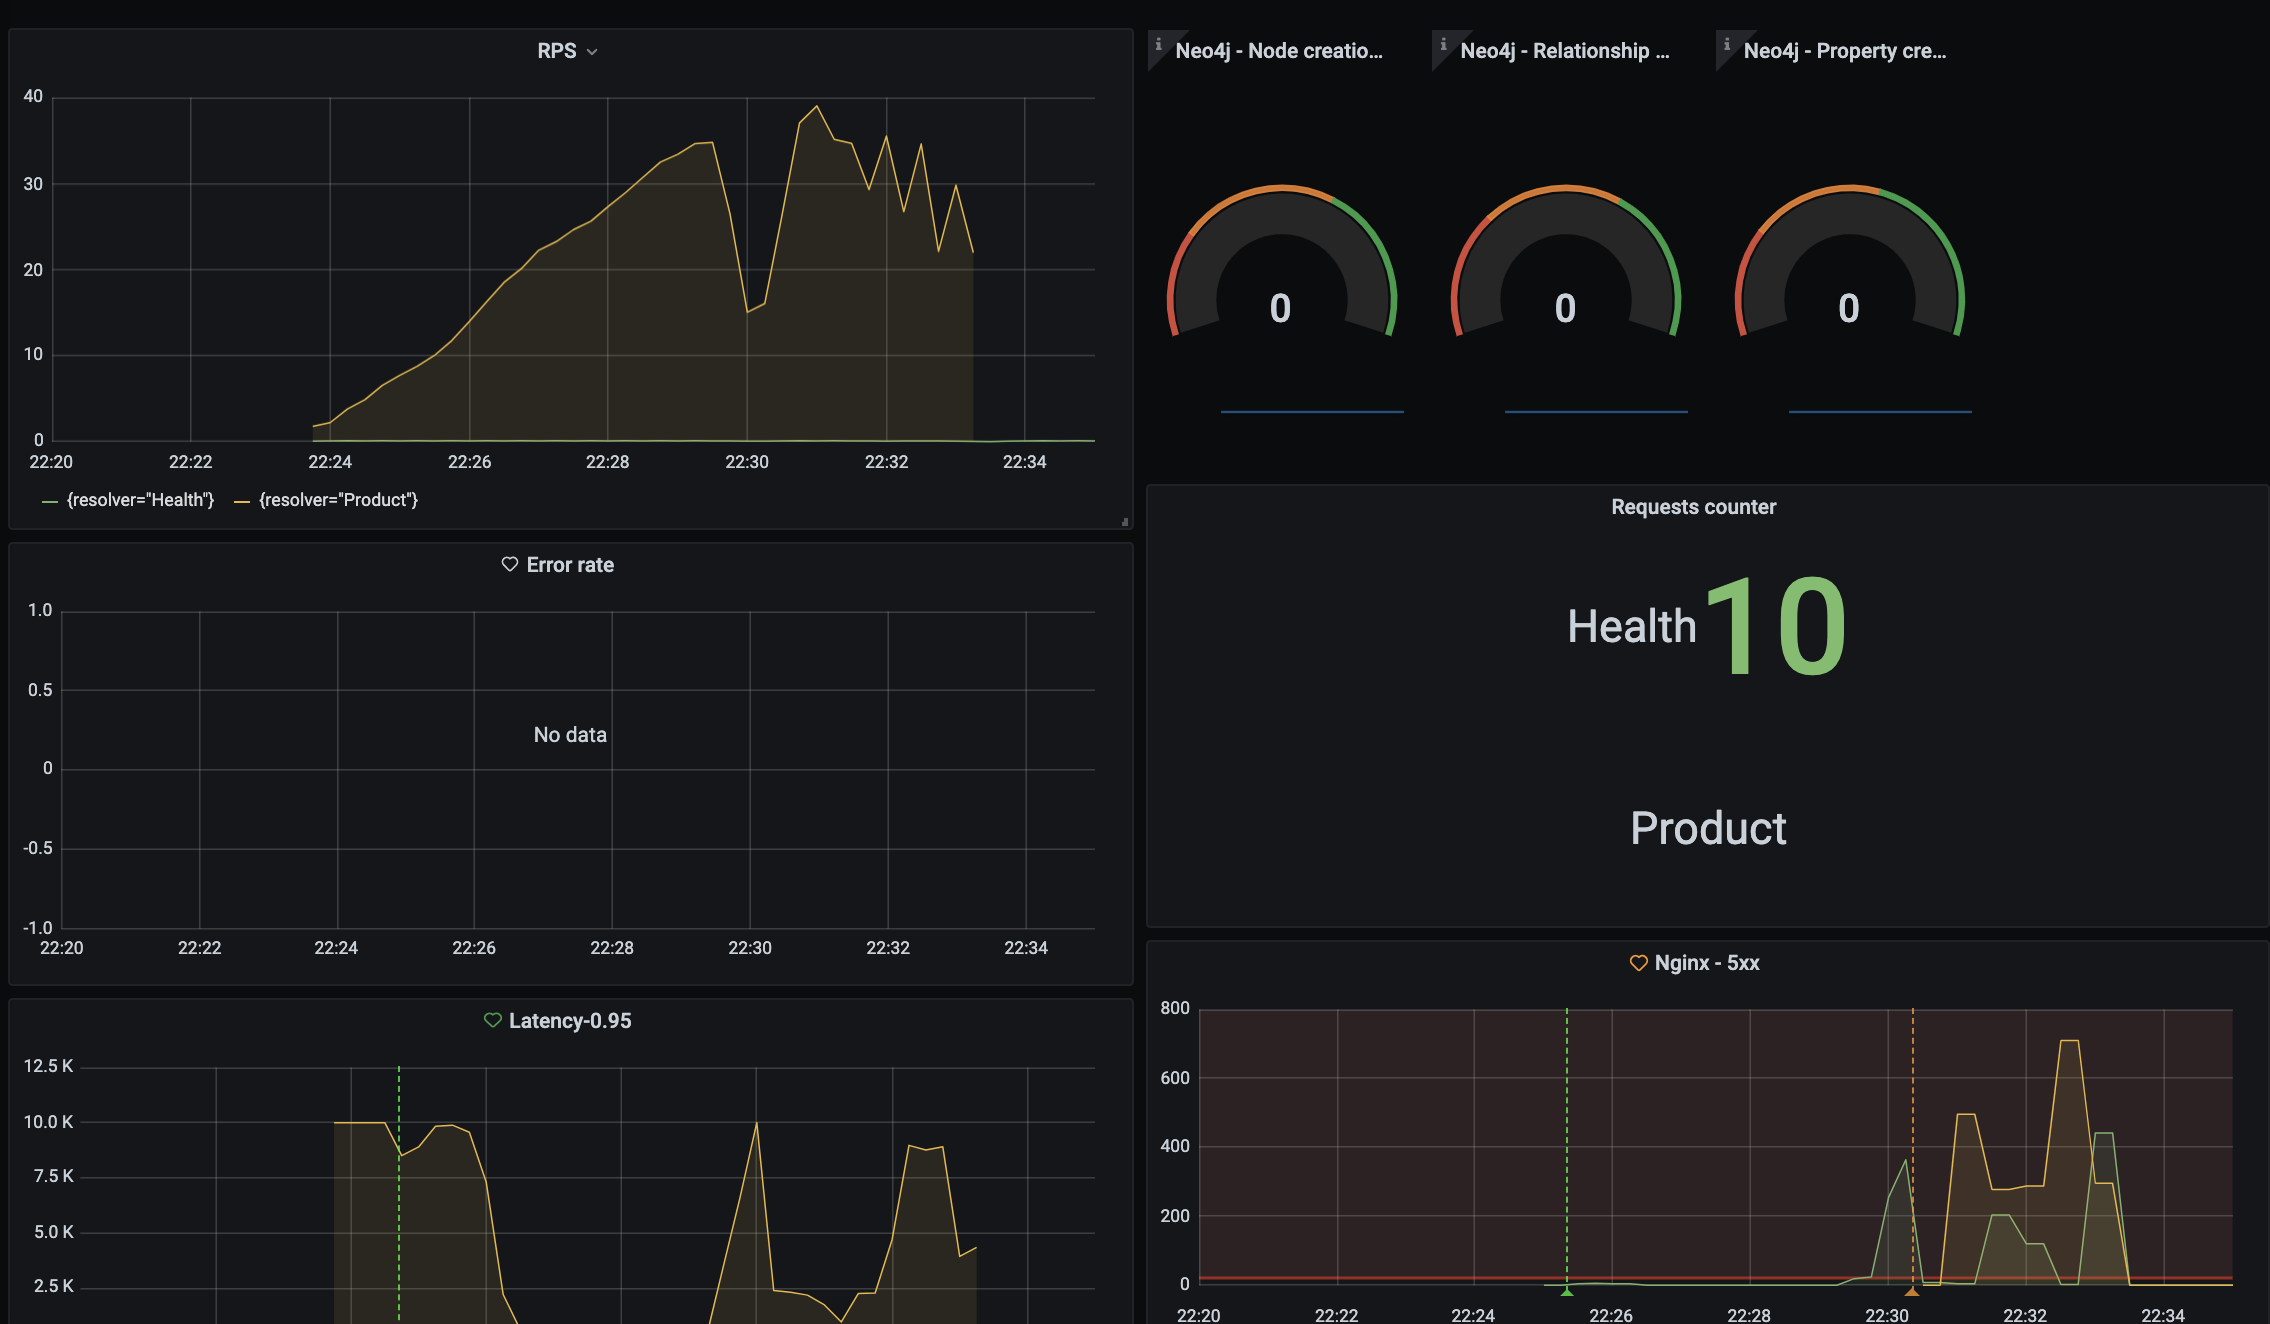 RPS
40
30
20
10
0
22:20 22:22 22:24 22:26 22:28 22:30 22:32 22:34
{resolver="Health"} {resolver="Product"}
i Neo4j - Node creatio...
0
i Neo4j - Relationship ...
0
i Neo4j - Property cre...
0
Error rate
1.0
0.5
0
-0.5
-1.0
No data
22:20 22:22 22:24 22:26 22:28 22:30 22:32 22:34
Requests counter
Health 10
Product
Latency-0.95
12.5 K
10.0 K
7.5 K
5.0 K
2.5 K
Nginx - 5xx
800
600
400
200
0
22:20 22:22 22:24 22:26 22:28 22:30 22:32 22:34